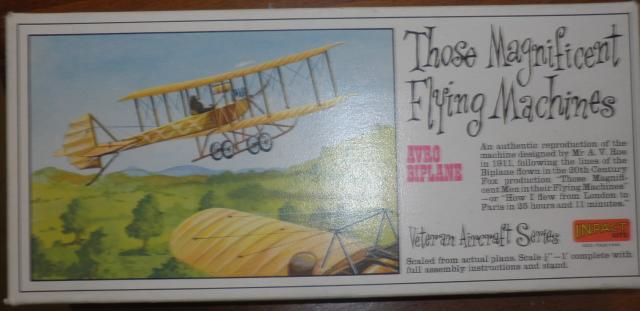 Those Magnificent
Flying Machines
AVRO
BIPLANE
An authentic reproduction of the
machine designed by Mr A. V. Roe
in 1911, following the lines of the
Biplane flown in the 20th Century
Fox production "Those Magnifi-
cent Men in their Flying Machines"
—or "How I flew from London to
Paris in 25 hours and 11 minutes."
Veteran Aircraft Series
INPACT
Scaled from actual plans. Scale ¼"—1' complete with
full assembly instructions and stand.